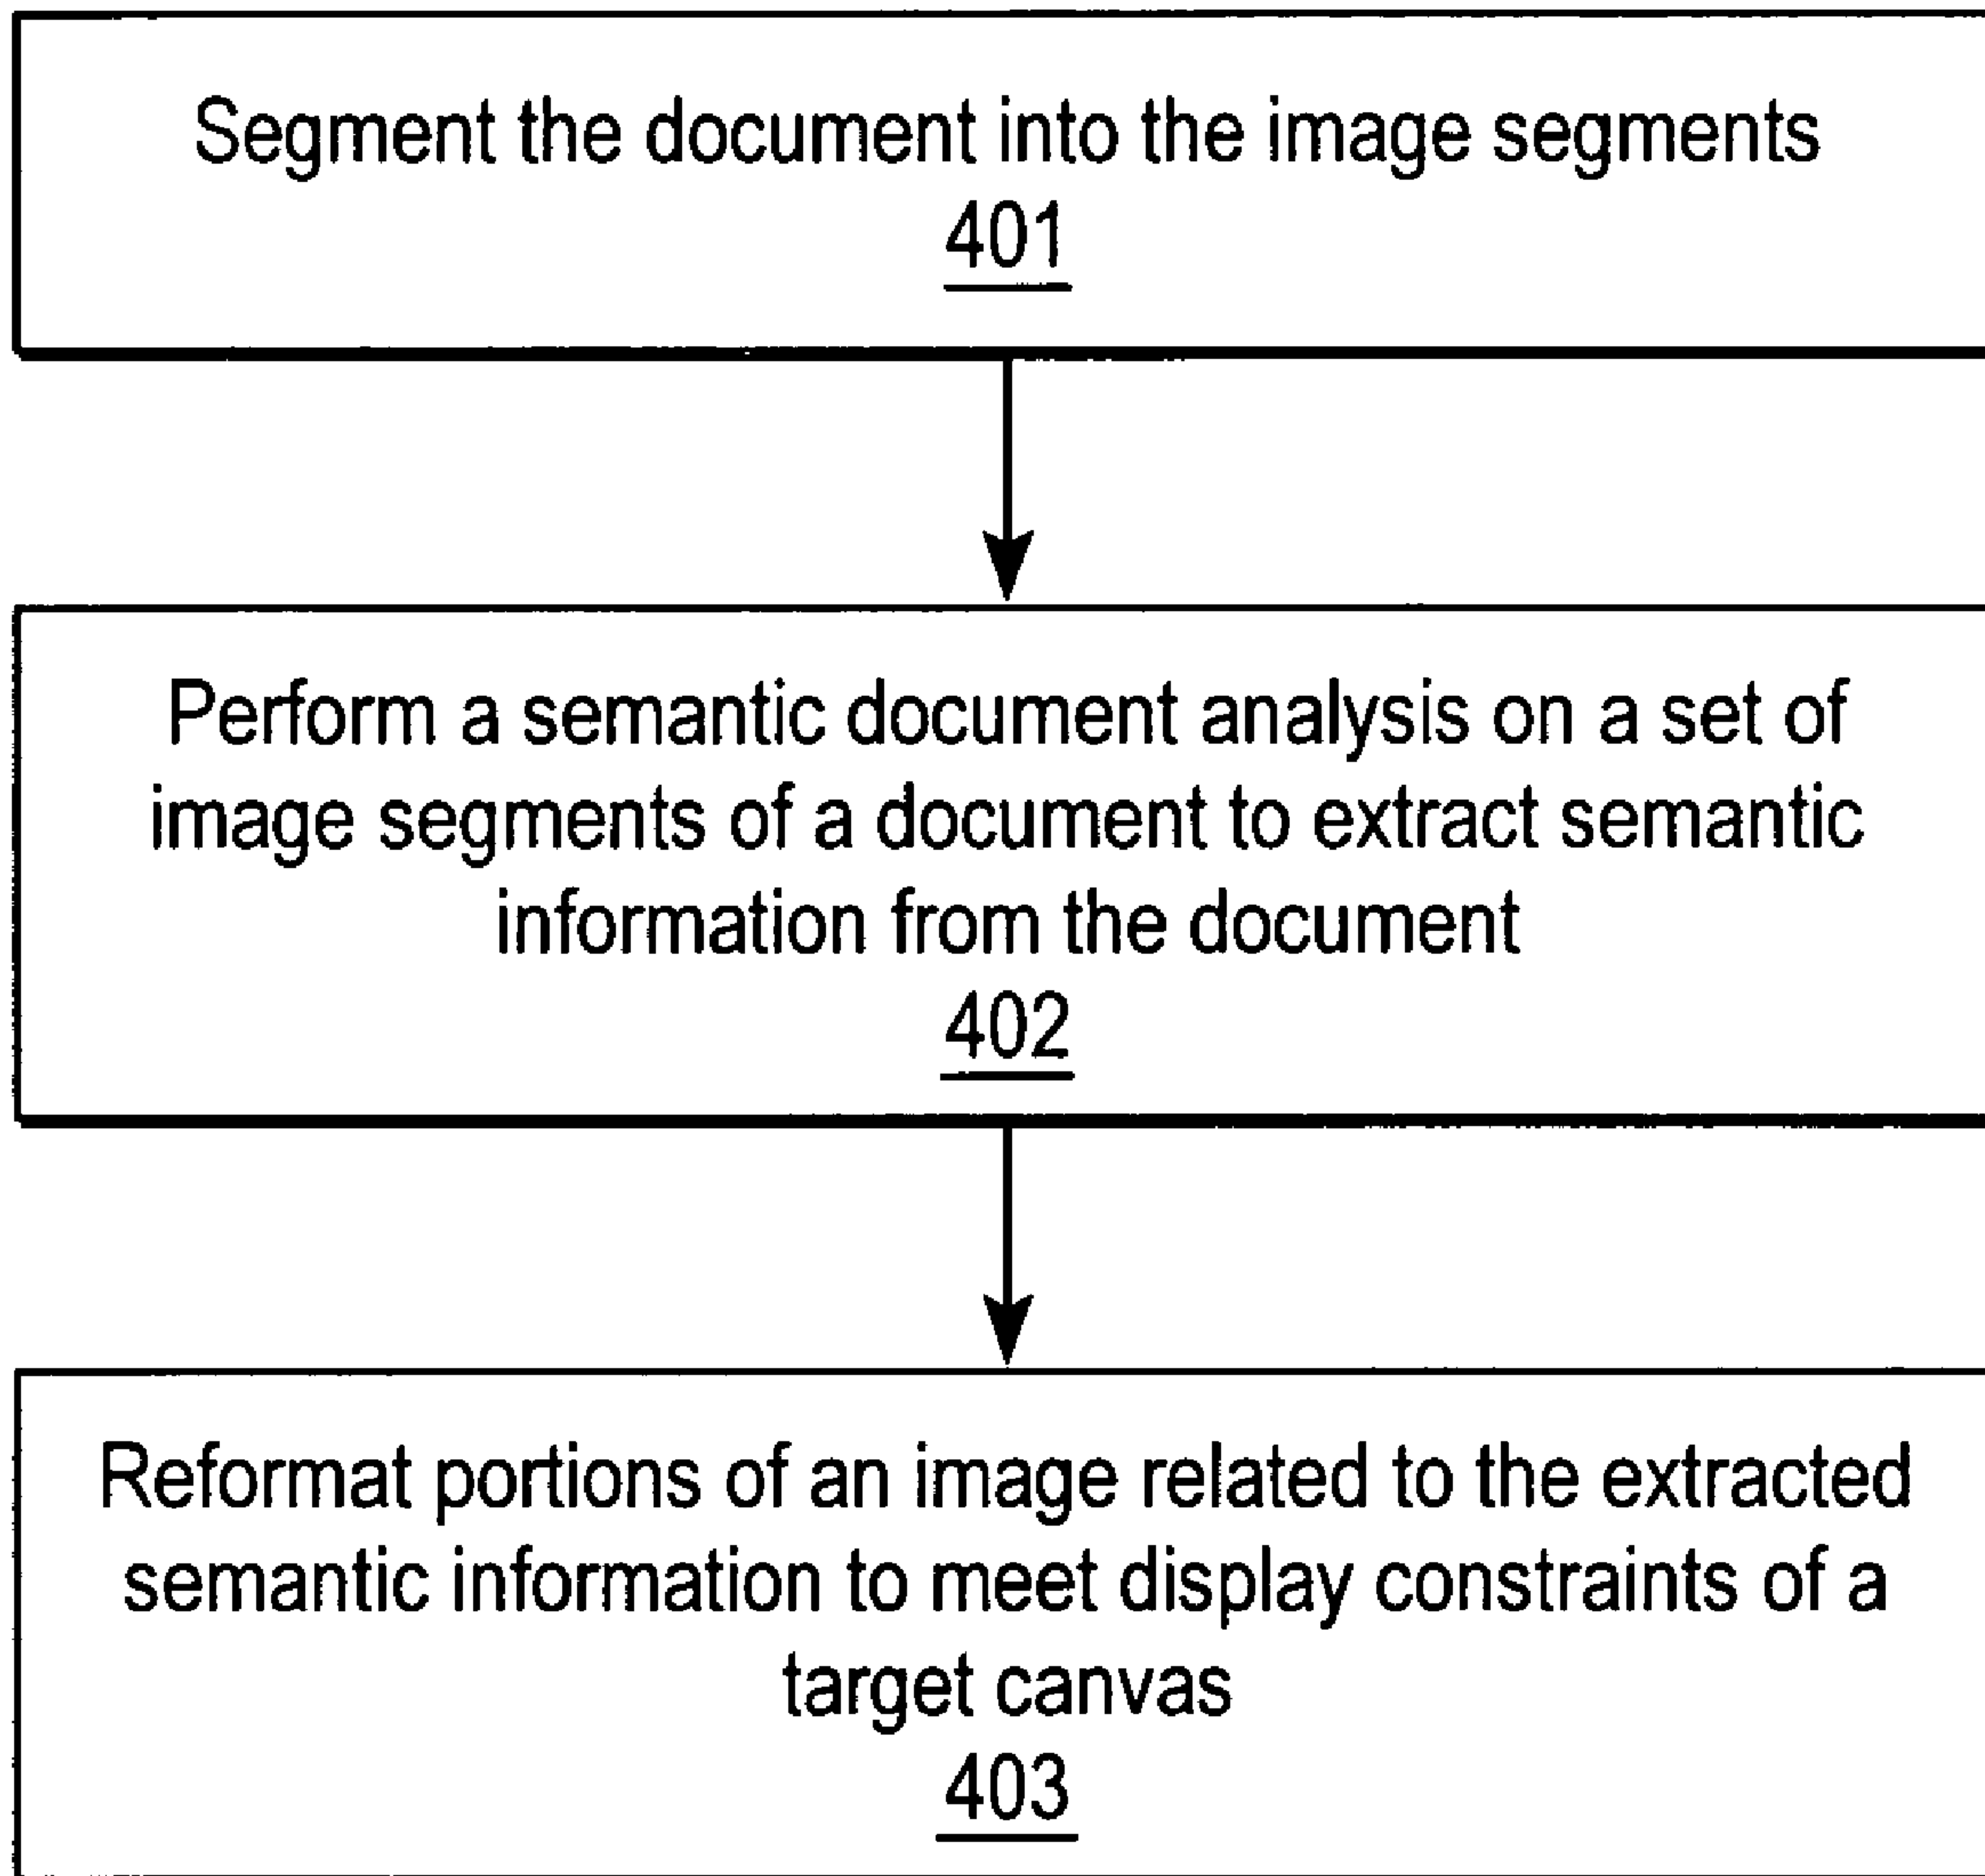 Segment the document into the image segments
401
Perform a semantic document analysis on a set of
image segments of a document to extract semantic
information from the document
402
Reformat portions of an image related to the extracted
semantic information to meet display constraints of a
target canvas
403